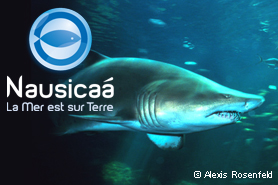 Nausicaá
La Mer est sur Terre
© Alexis Rosenfeld